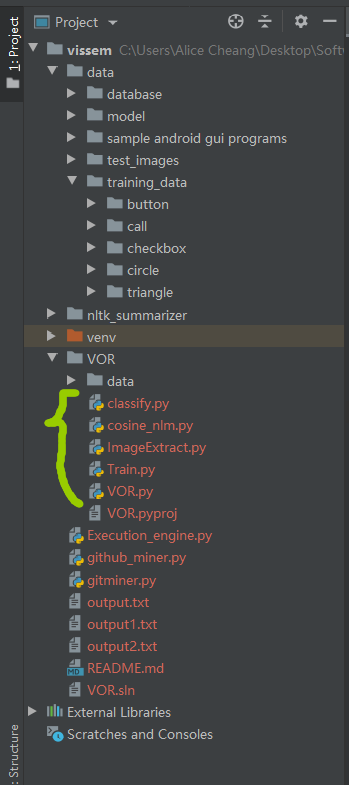 1: Project
Project
vissem C:\Users\Alice Cheang\Desktop\Soft
data
database
model
sample android gui programs
test_images
training_data
button
call
checkbox
circle
triangle
nltk_summarizer
venv
VOR
data
classify.py
cosine_nlm.py
ImageExtract.py
Train.py
VOR.py
VOR.pyproj
Execution_engine.py
github_miner.py
gitminer.py
output.txt
output1.txt
output2.txt
MD README.md
VOR.sln
External Libraries
Scratches and Consoles
: Structure